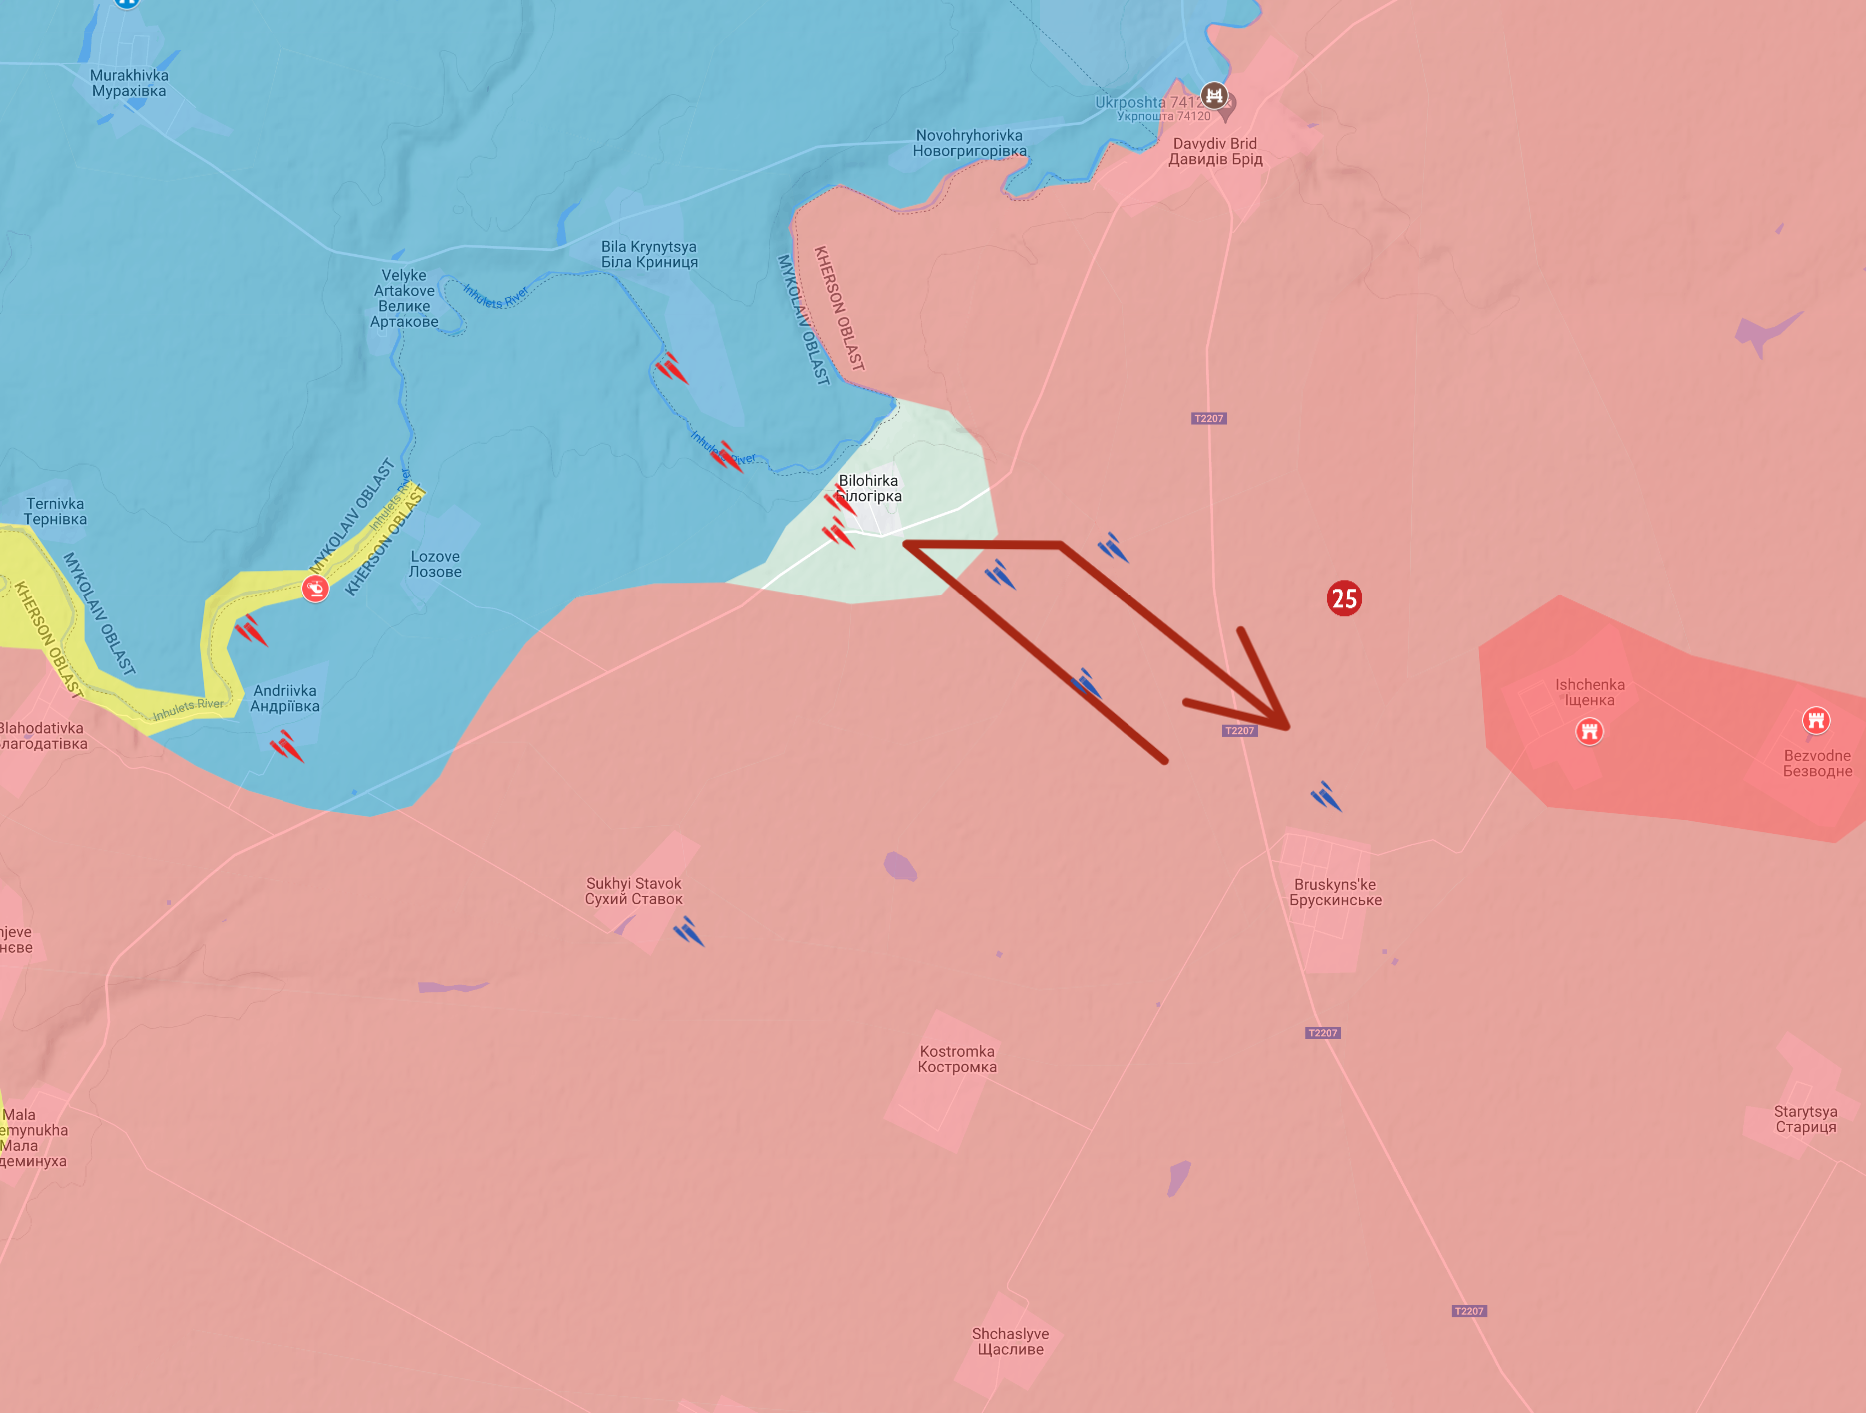 Murakhivka
Мурахівка
Ukrposhta 7412
Укрпошта 74120
Novohryhorivka
Новогригорівка
Davydiv Brid
Давидів Брід
Bila Krynytsya
Біла Криниця
Velyke
Artakove
Велике
Артакове
Inhulets River
MYKOLAIV OBLAST
KHERSON OBLAST
T2207
Inhulets River
Bilohirka
Білогірка
Ternivka
Тернівка
MYKOLAIV OBLAST
Inhulets River
KHERSON OBLAST
Lozove
Лозове
MYKOLAIV OBLAST
KHERSON OBLAST
25
Andriivka
Андріївка
Inhulets River
Ishchenka
Іщенка
Blahodativka
лагодатівка
T2207
Bezvodne
Безводне
Sukhyi Stavok
Сухий Ставок
Bruskyns'ke
Брускинське
jeve
нєве
T2207
Kostromka
Костромка
Mala
emynukha
Мала
деминуха
Starytsya
Стариця
T2207
Shchaslyve
Щасливе